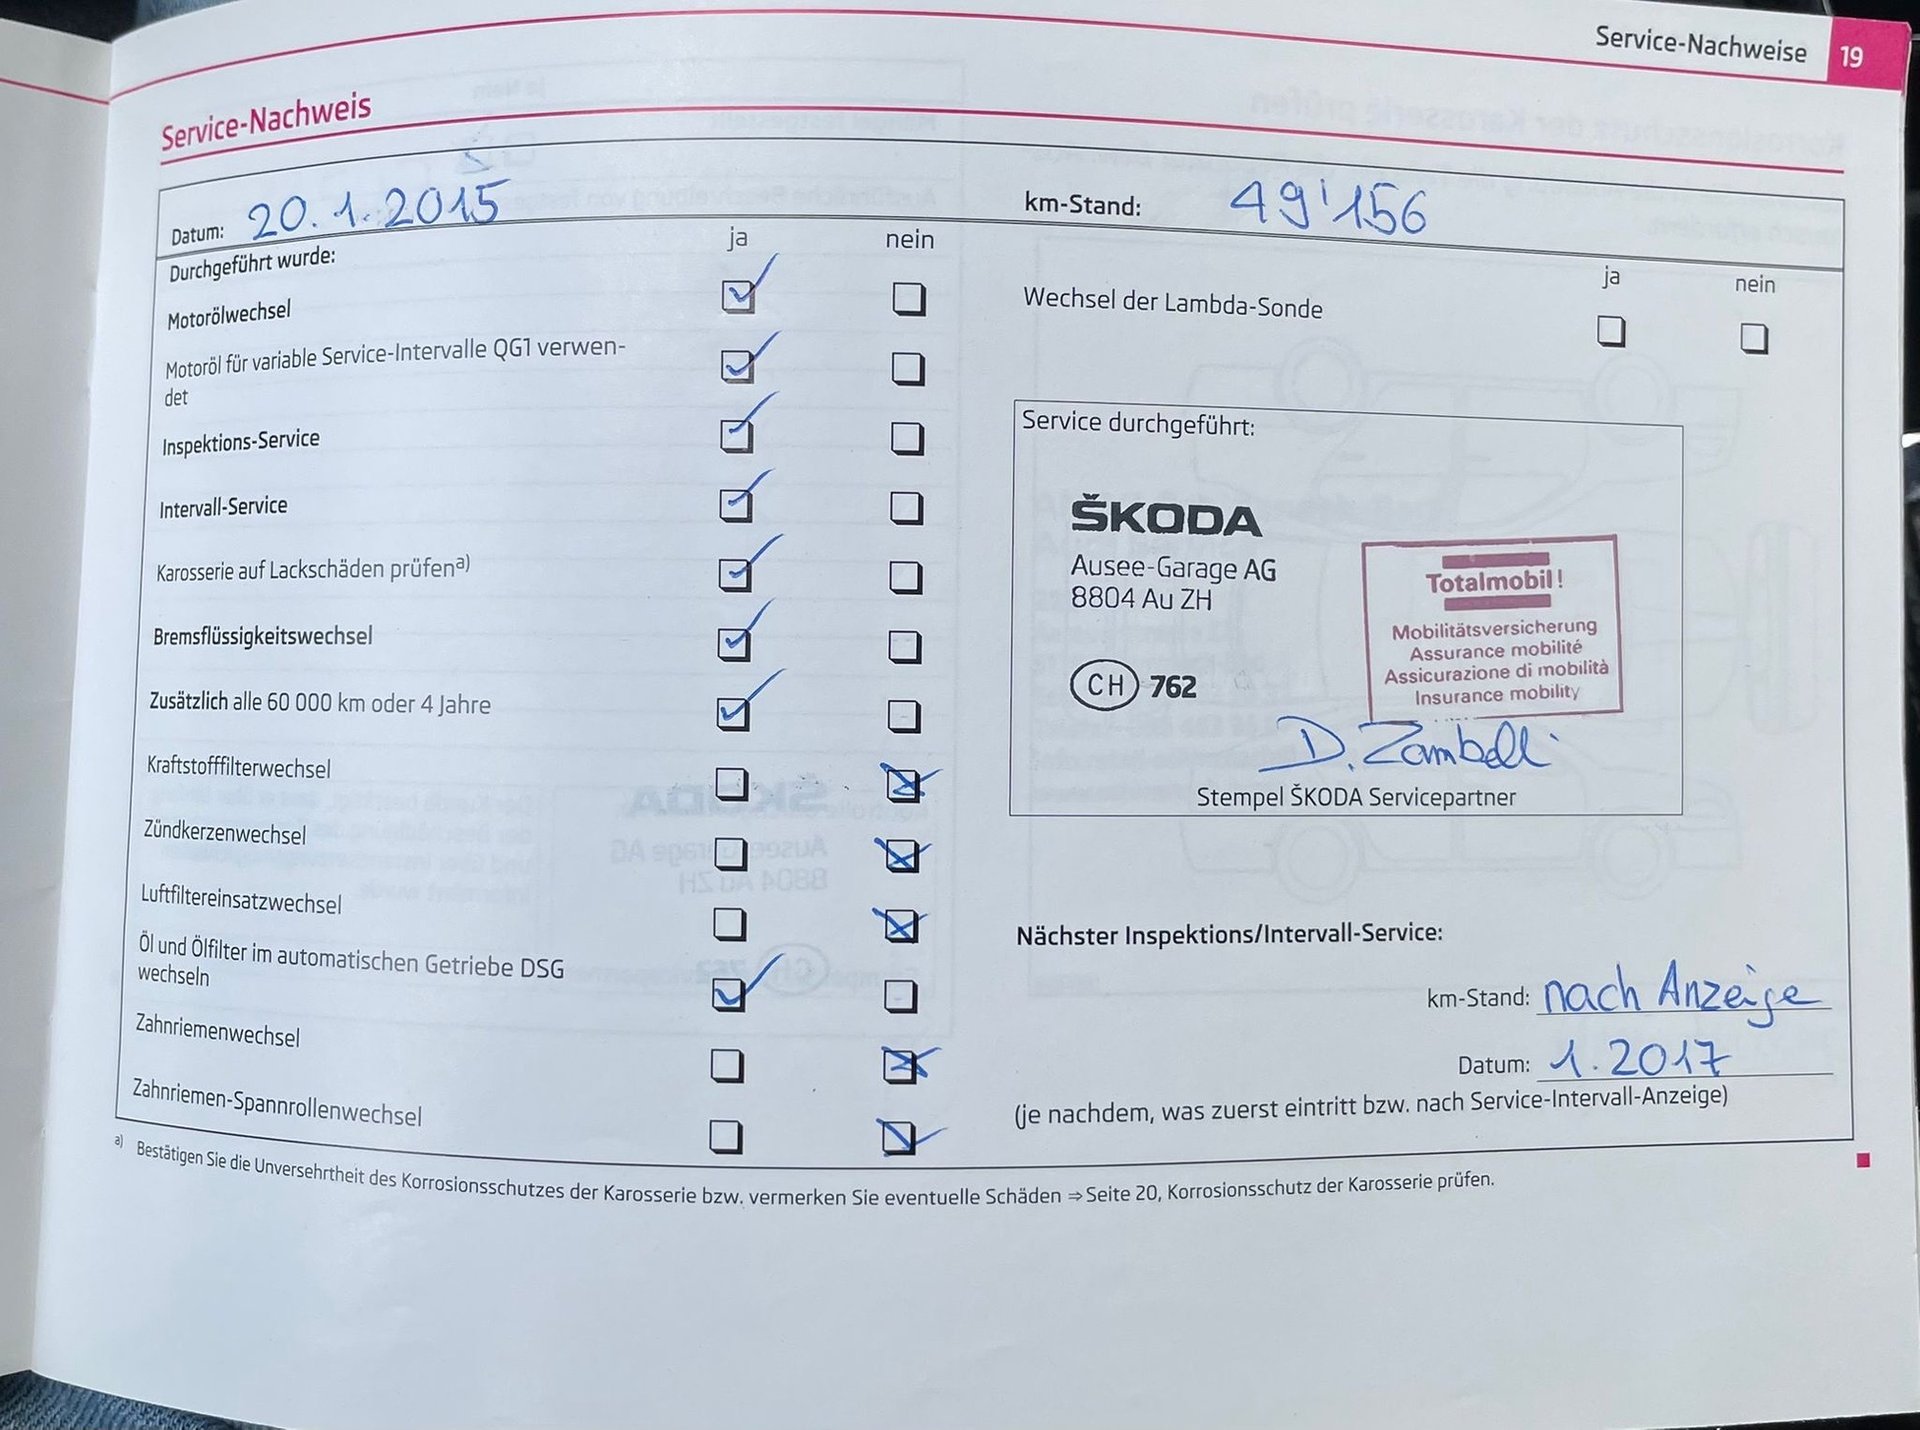 Service-Nachweise 19
Service-Nachweis
Datum: 20.1.2015
km-Stand: 49'156
Durchgeführt wurde:
ja nein
Motorölwechsel
Motoröl für variable Service-Intervalle QG1 verwen-
det
Inspektions-Service
Intervall-Service
Karosserie auf Lackschäden prüfen a)
Bremsflüssigkeitswechsel
Zusätzlich alle 60 000 km oder 4 Jahre
Kraftstofffilterwechsel
Zündkerzenwechsel
Luftfiltereinsatzwechsel
Öl und Ölfilter im automatischen Getriebe DSG
wechseln
Zahnriemenwechsel
Zahnriemen-Spannrollenwechsel
ja nein
Wechsel der Lambda-Sonde
Service durchgeführt:
ŠKODA
Ausee-Garage AG
8804 Au ZH
CH 762
Totalmobil!
Mobilitätsversicherung
Assurance mobilité
Assicurazione di mobilità
Insurance mobility
D. Zambelli
Stempel ŠKODA Servicepartner
Nächster Inspektions/Intervall-Service:
km-Stand: nach Anzeige
Datum: 1.2017
(je nachdem, was zuerst eintritt bzw. nach Service-Intervall-Anzeige)
a) Bestätigen Sie die Unversehrtheit des Korrosionsschutzes der Karosserie bzw. vermerken Sie eventuelle Schäden ⇒ Seite 20, Korrosionsschutz der Karosserie prüfen.